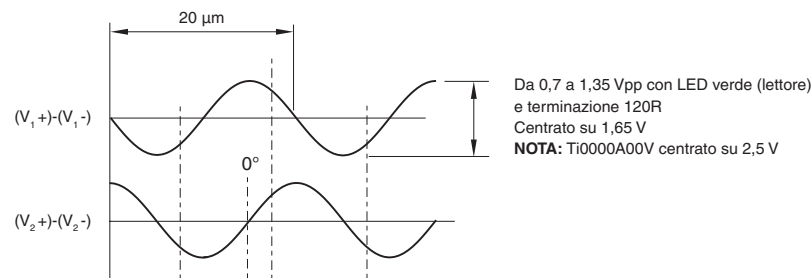 20 µm
Da 0,7 a 1,35 Vpp con LED verde (lettore)
e terminazione 120R
Centrato su 1,65 V
NOTA: Ti0000A00V centrato su 2,5 V
(V₁+)-(V₁-)
0°
(V₂+)-(V₂-)